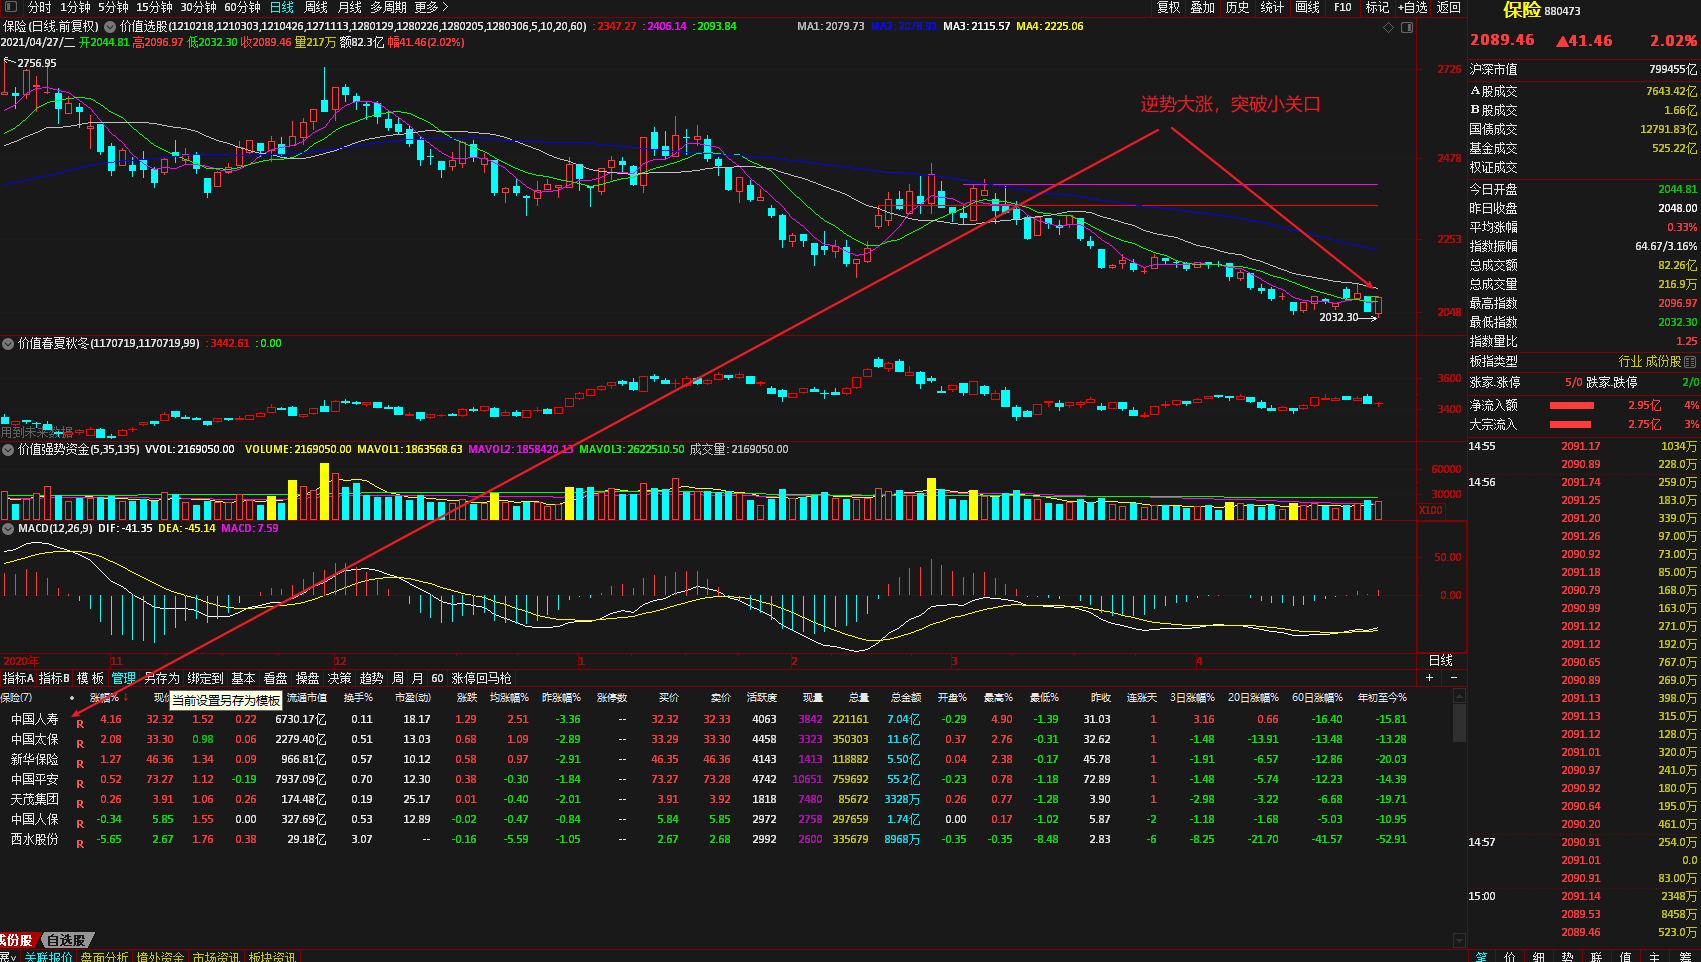 分时 1分钟 5分钟 15分钟 30分钟 60分钟 日线 周线 月线 多周期 更多> 复权 叠加 历史 统计 画线 F10 标记 +自选 返回
保险 880473
保险(日线.前复权) 价值选股(1210218,1210303,1210426,1271113,1280129,1280226,1280205,1280306,5,10,20,60) :2347.27 :2406.14 :2093.84 MA1:2079.73 MA2:2079.91 MA3:2115.57 MA4:2225.06
2021/04/27/二 开2044.81 高2096.97 低2032.30 收2089.46 量217万 额82.3亿 幅41.46(2.02%)
2089.46 ▲41.46 2.02%
2756.95
逆势大涨，突破小关口
2726
2478
2253
2048
2032.30
沪深市值 799455亿
A股成交 7643.42亿
B股成交 1.66亿
国债成交 12791.83亿
基金成交 525.22亿
权证成交
今日开盘 2044.81
昨日收盘 2048.00
平均涨幅 0.33%
指数振幅 64.67/3.16%
总成交额 82.26亿
总成交量 216.9万
最高指数 2096.97
最低指数 2032.30
指数量比 1.25
板指类型 行业 成份股
涨家.涨停 5/0 跌家.跌停 2/0
净流入额 2.95亿 4%
大宗流入 2.75亿 3%
价值春夏秋冬(1170719,1170719,99) :3442.61 :0.00
3600
3400
用到未来数据
价值强势资金(5,35,135) VVOL:2169050.00 VOLUME:2169050.00 MAVOL1:1863568.63 MAVOL2:1858420.13 MAVOL3:2622510.50 成交量:2169050.00
60000
30000
X100
MACD(12,26,9) DIF:-41.35 DEA:-45.14 MACD:7.59
50.00
0.00
2020年 11 12 1 2 3 4 日线
14:55 2091.17 1034万
2090.89 228.0万
14:56 2091.74 259.0万
2091.25 183.0万
2091.20 339.0万
2091.26 97.00万
2090.92 73.00万
2091.18 85.00万
2090.79 168.0万
2090.99 163.0万
2091.12 271.0万
2091.12 192.0万
2090.65 767.0万
2090.89 269.0万
2091.13 398.0万
2091.13 315.0万
2091.12 128.0万
2091.01 320.0万
2090.97 241.0万
2090.92 180.0万
2090.64 195.0万
2090.20 461.0万
14:57 2090.91 254.0万
2091.01 0.0
2090.91 83.00万
15:00 2091.14 2348万
2089.53 8458万
2089.46 523.0万
指标A 指标B 模板 管理 另存为 绑定到 基本 看盘 操盘 决策 趋势 周 月 60 涨停回马枪 + −
当前设置另存为模板
保险(7) 涨幅%↓ 流通市值 换手% 市盈(动) 涨跌 均涨幅% 昨涨幅% 涨停数 买价 卖价 活跃度 现量 总量 总金额 开盘% 最高% 最低% 昨收 连涨天 3日涨幅% 20日涨幅% 60日涨幅% 年初至今%
中国人寿 R 4.16 32.32 1.52 0.22 6730.17亿 0.11 18.17 1.29 2.51 -3.36 -- 32.32 32.33 4063 3842 221161 7.04亿 -0.29 4.90 -1.39 31.03 1 3.16 0.66 -16.40 -15.81
中国太保 R 2.08 33.30 0.98 0.06 2279.40亿 0.51 13.03 0.68 1.09 -2.89 -- 33.29 33.30 4458 3323 350303 11.6亿 0.37 2.76 -0.31 32.62 1 -1.48 -13.91 -13.48 -13.28
新华保险 R 1.27 46.36 1.34 0.09 966.81亿 0.57 10.12 0.58 0.97 -2.91 -- 46.35 46.36 4143 1413 118882 5.50亿 0.04 2.38 -0.17 45.78 1 -1.91 -6.57 -12.86 -20.03
中国平安 R 0.52 73.27 1.12 -0.19 7937.09亿 0.70 12.30 0.38 -0.30 -1.84 -- 73.27 73.28 4742 10651 759692 55.2亿 -0.23 0.78 -1.18 72.89 1 -1.48 -5.74 -12.23 -14.39
天茂集团 R 0.26 3.91 1.06 0.26 174.48亿 0.19 25.17 0.01 -0.40 -2.01 -- 3.91 3.92 1818 7480 85672 3328万 0.26 0.77 -1.28 3.90 1 -2.98 -3.22 -6.68 -19.71
中国人保 R -0.34 5.85 1.55 0.00 327.69亿 0.53 12.89 -0.02 -0.47 -0.84 -- 5.84 5.85 2972 2758 297659 1.74亿 0.00 0.17 -1.02 5.87 -2 -1.18 -1.68 -5.03 -10.95
西水股份 R -5.65 2.67 1.76 0.38 29.18亿 3.07 -- -0.16 -5.59 -1.05 -- 2.67 2.68 2992 2600 335679 8968万 -0.35 -0.35 -8.48 2.83 -6 -8.25 -21.70 -41.57 -52.91
成份股 自选股
关联报价 盘面分析 境外资金 市场资讯 板块资讯 笔 价 细 势 联 值 主 筹